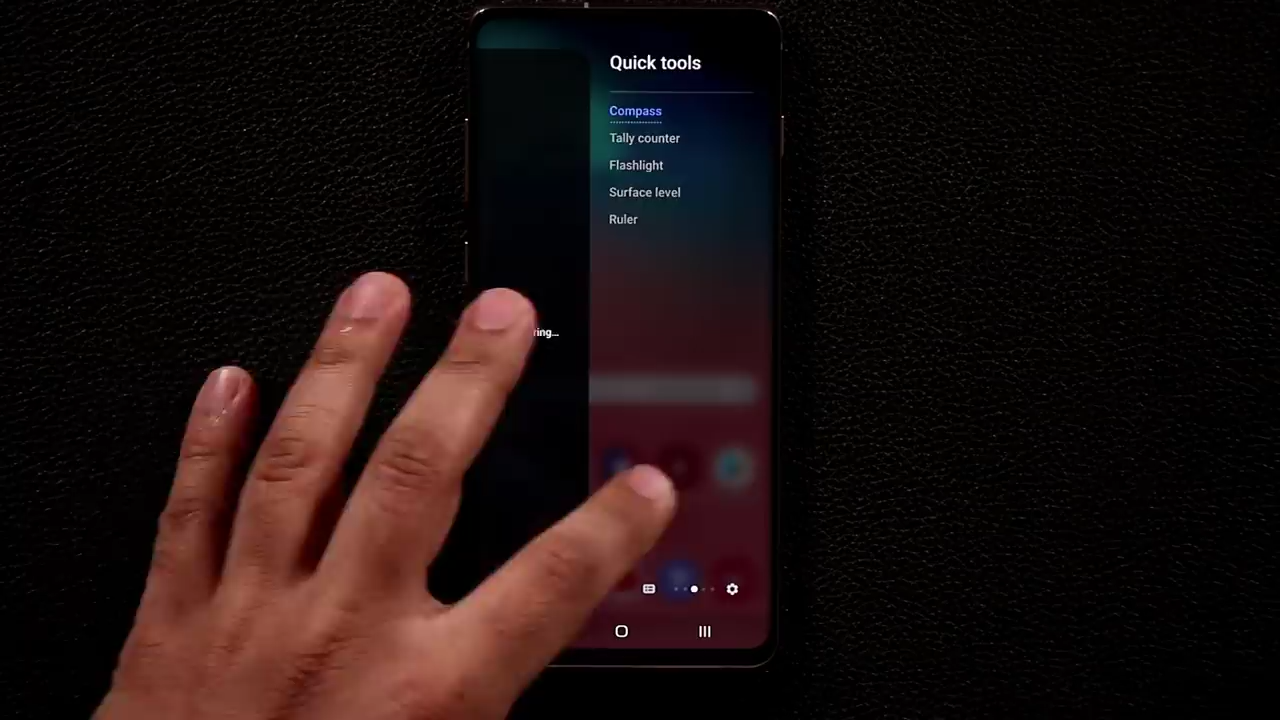 Quick tools
Compass
Tally counter
Flashlight
Surface level
Ruler